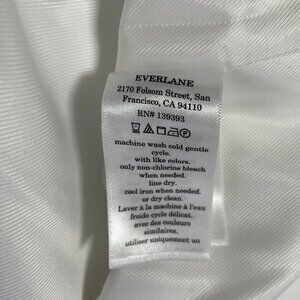 EVERLANE
2170 Folsom Street, San
Francisco, CA 94110
RN# 139393
machine wash cold gentle
cycle.
with like colors.
only non-chlorine bleach
when needed.
line dry.
cool iron when needed.
or dry clean.
Laver à la machine à l'eau
froide cycle délicat.
avec des couleurs
similaires.
utiliser uniquement un